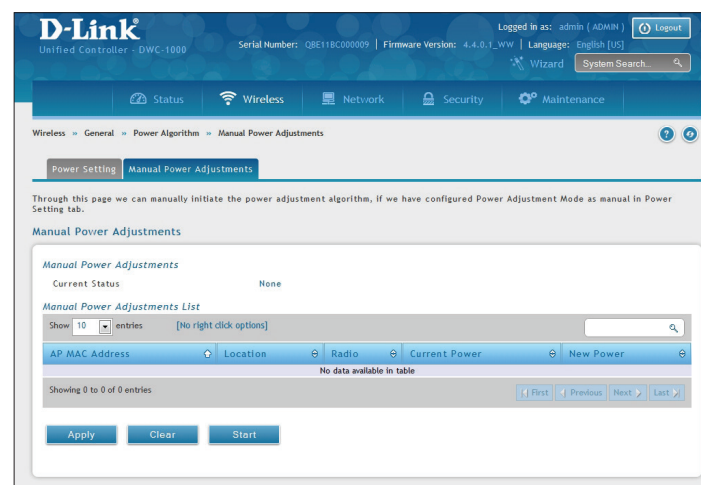 D-Link®
Logged in as: admin ( ADMIN ) Logout
Unified Controller - DWC-1000
Serial Number: QBE11BC000009 | Firmware Version: 4.4.0.1_WW | Language: English [US]
Wizard System Search...
Status Wireless Network Security Maintenance
Wireless » General » Power Algorithm » Manual Power Adjustments
Power Setting Manual Power Adjustments
Through this page we can manually initiate the power adjustment algorithm, if we have configured Power Adjustment Mode as manual in Power
Setting tab.
Manual Power Adjustments
Manual Power Adjustments
Current Status None
Manual Power Adjustments List
Show 10 entries [No right click options]
AP MAC Address Location Radio Current Power New Power
No data available in table
Showing 0 to 0 of 0 entries First Previous Next Last
Apply Clear Start